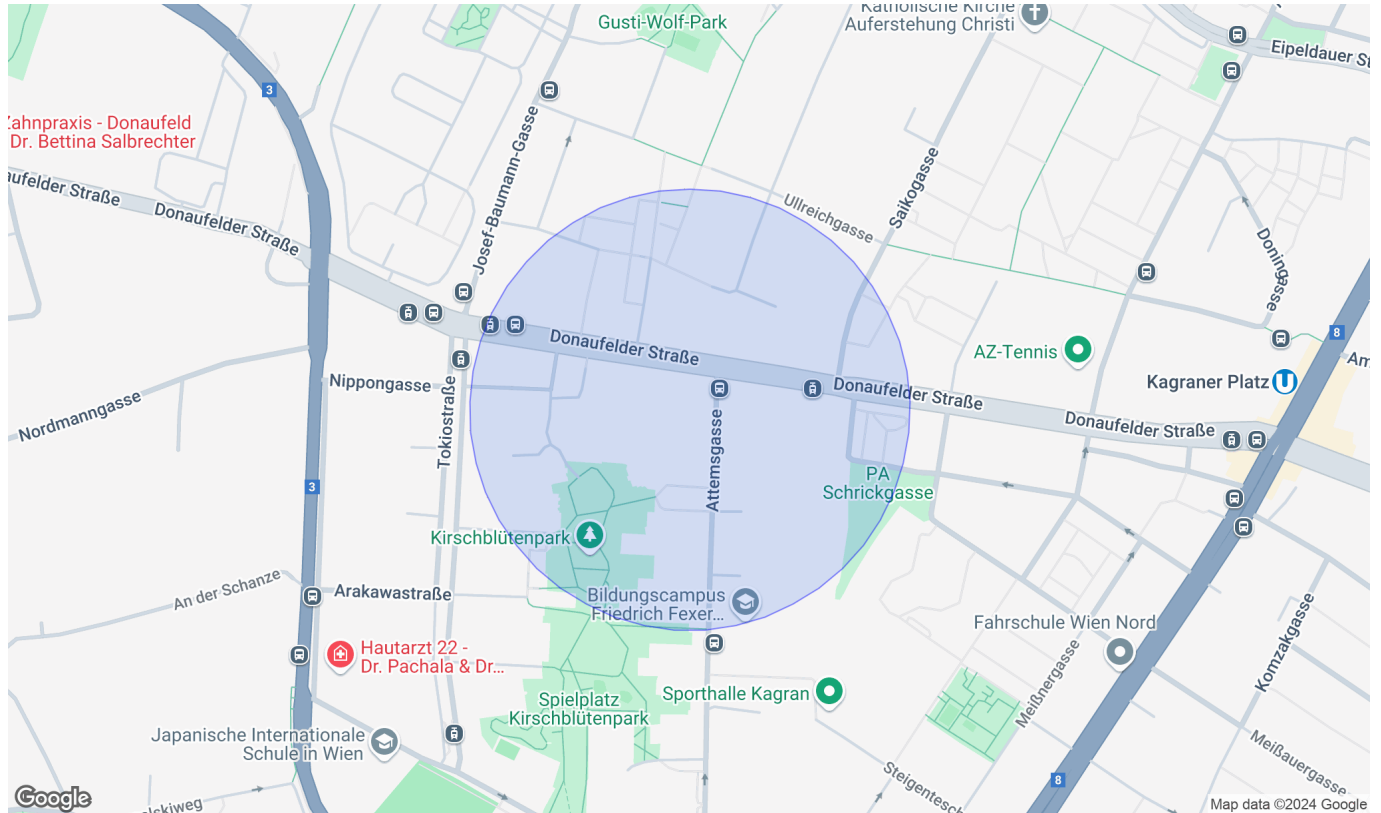 Gusti-Wolf-Park
Katholische Kirche
Auferstehung Christi
Eipeldauer St
3
Zahnpraxis - Donaufeld
Dr. Bettina Salbrechter
aufelder Straße
Donaufelder Straße
Josef-Baumann-Gasse
Ullreichgasse
Saikogasse
Doningasse
8
Am
Donaufelder Straße
AZ-Tennis
Kagraner Platz
U
Nippongasse
Donaufelder Straße
Nordmanngasse
Tokiostraße
Donaufelder Straße
Attemsgasse
3
PA
Schrickgasse
Kirschblütenpark
An der Schanze
Arakawastraße
Bildungscampus
Friedrich Fexer...
Fahrschule Wien Nord
Komzakgasse
Meißnergasse
Hautarzt 22 -
Dr. Pachala & Dr...
Sporthalle Kagran
Spielplatz
Kirschblütenpark
Japanische Internationale
Schule in Wien
Meißauergasse
Steigentesch
8
Google
alskiweg
Map data ©2024 Google